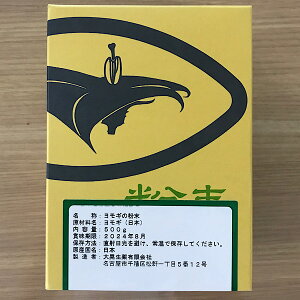 粉末
名　　称：ヨモギの粉末
原材料名：ヨモギ（日本）
内 容 量：500g
賞味期限：2024年8月
保存方法：直射日光を避け、常温で保存してください。
原産国名：日本
製 造 者：大黒生薬有限会社
名古屋市千種区松軒一丁目5番12号